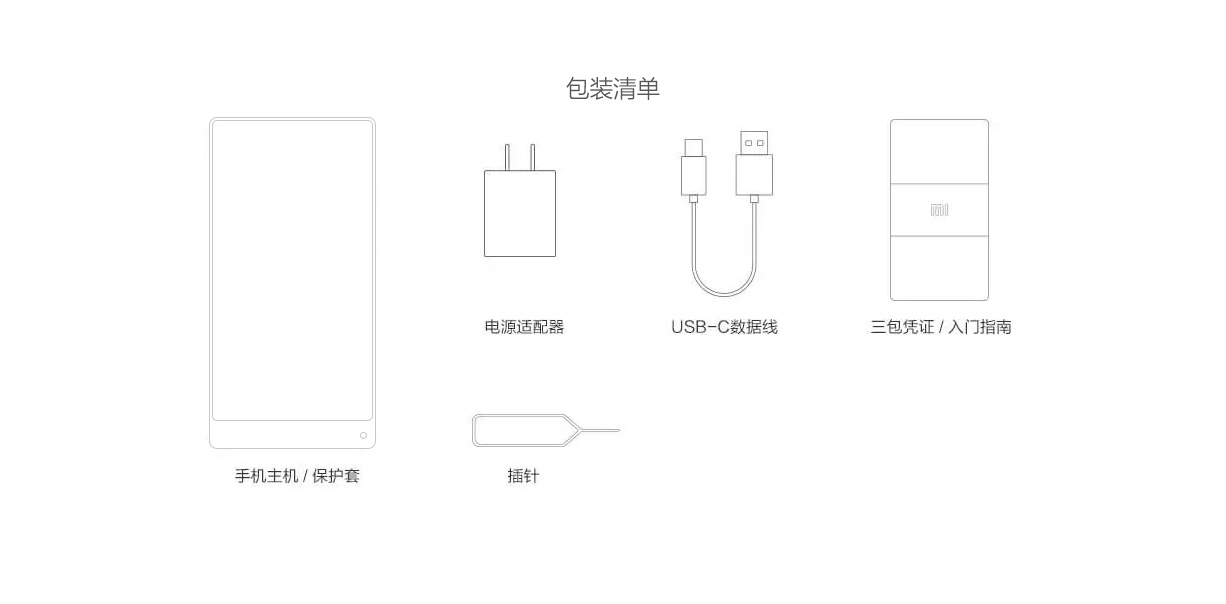 包装清单
mi
电源适配器
USB-C数据线
三包凭证 / 入门指南
手机主机 / 保护套
插针